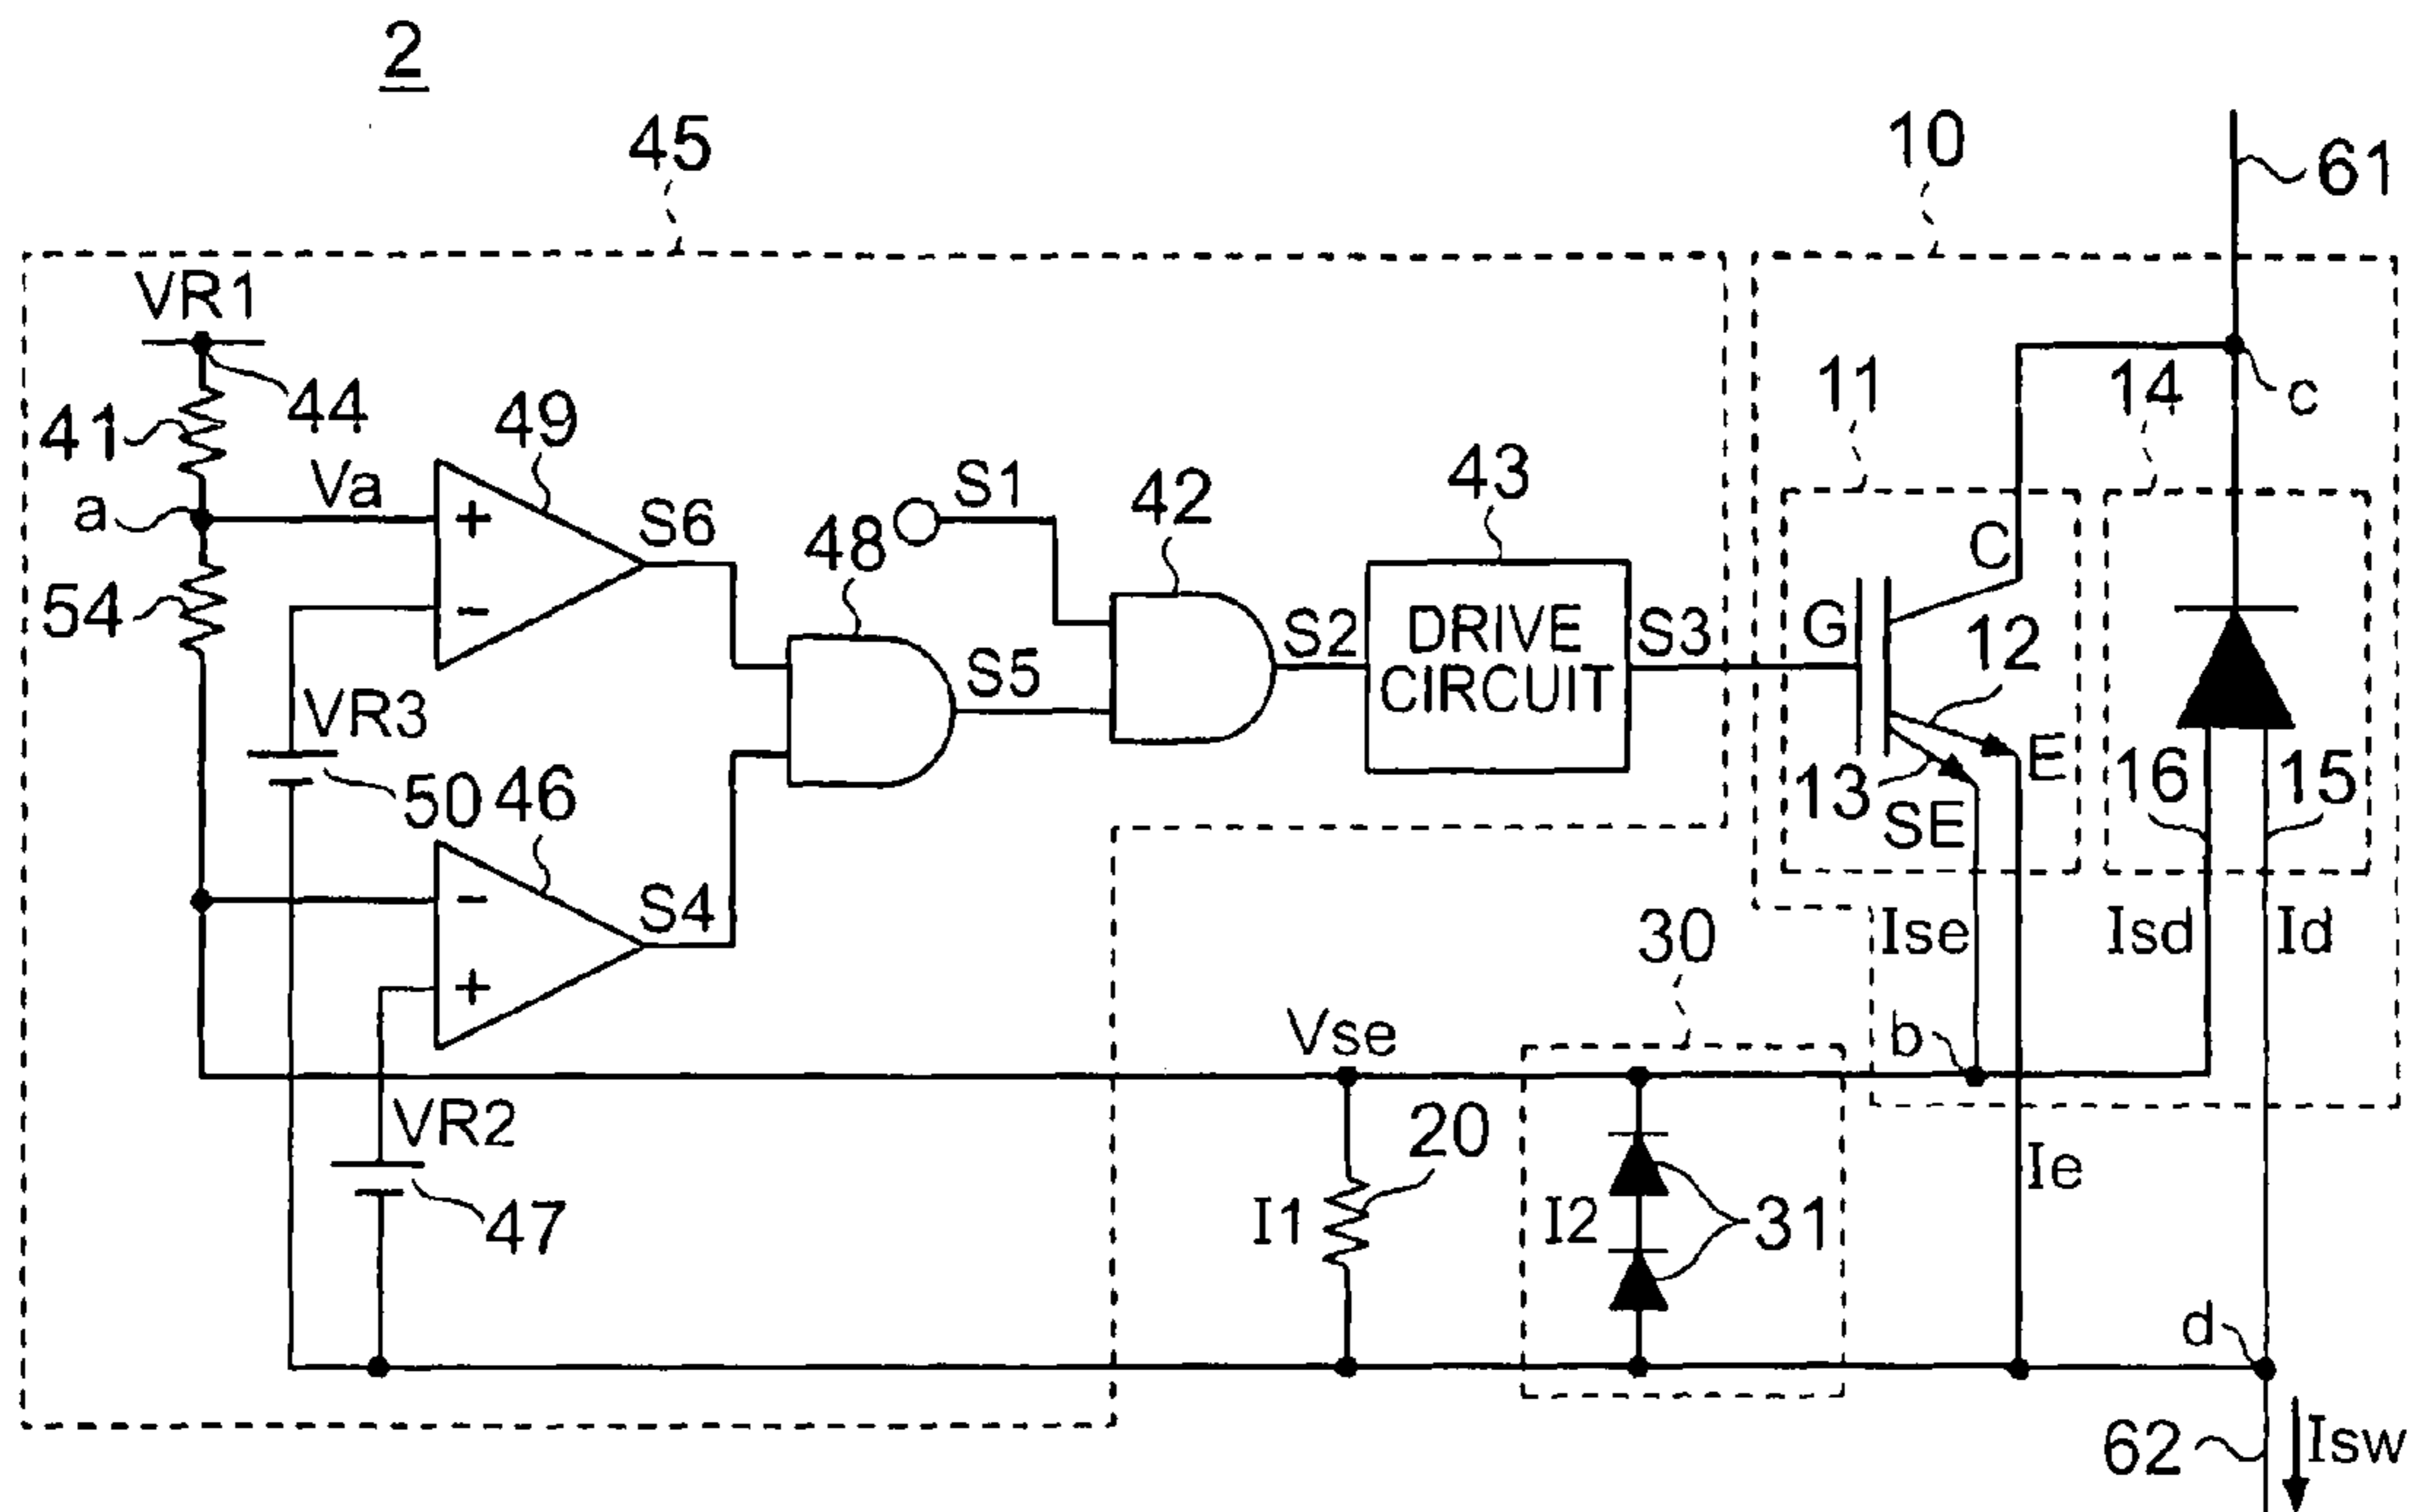 2
45
10
61
VR1
44
41
49
11
14
c
Va
S1
43
42
a
S6
48
C
54
S2
DRIVE
CIRCUIT
S3
G
12
S5
VR3
50
46
13
E
SE
16
15
S4
30
Ise
Isd
Id
Vse
b
VR2
20
Ie
47
I1
I2
31
d
62
Isw
+
-
-
+